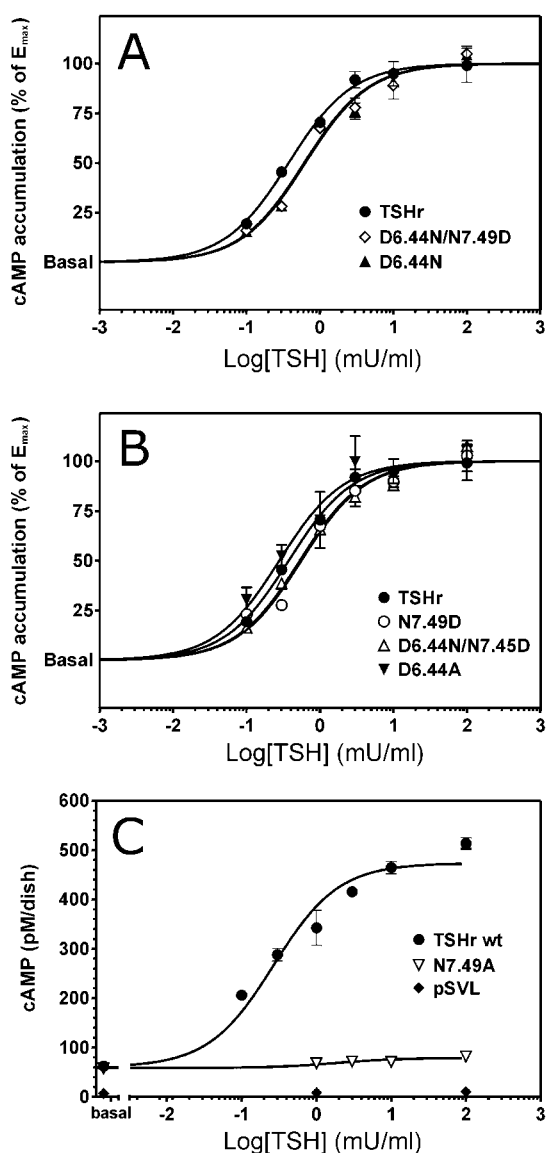 A
cAMP accumulation (% of Emax)
100
75
50
25
Basal
TSHr
D6.44N/N7.49D
D6.44N
-3 -2 -1 0 1 2 3
Log[TSH] (mU/ml)
B
cAMP accumulation (% of Emax)
100
75
50
25
Basal
TSHr
N7.49D
D6.44N/N7.45D
D6.44A
-3 -2 -1 0 1 2 3
Log[TSH] (mU/ml)
C
cAMP (pM/dish)
600
500
400
300
200
100
0
TSHr wt
N7.49A
pSVL
basal -2 -1 0 1 2 3
Log[TSH] (mU/ml)